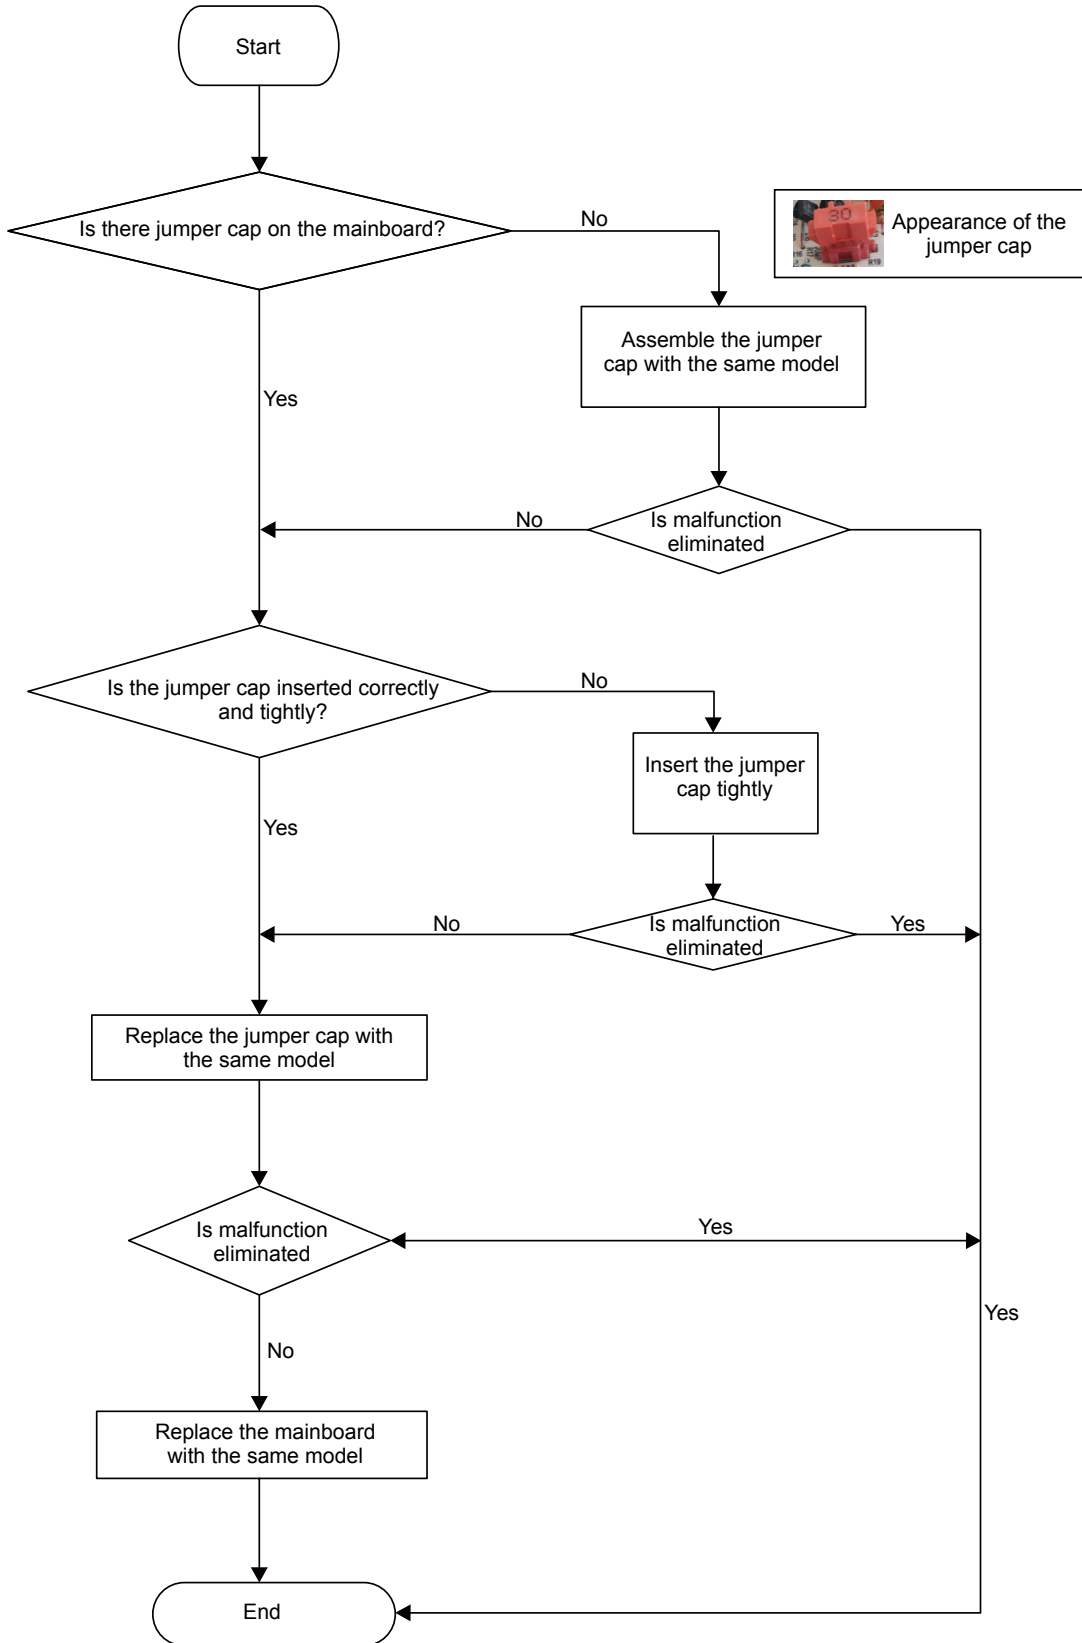 Start
Is there jumper cap on the mainboard?
No
30
R16
R19
Appearance of the
jumper cap
Assemble the jumper
cap with the same model
Yes
No
Is malfunction
eliminated
Is the jumper cap inserted correctly
and tightly?
No
Insert the jumper
cap tightly
Yes
No
Is malfunction
eliminated
Yes
Replace the jumper cap with
the same model
Is malfunction
eliminated
Yes
Yes
No
Replace the mainboard
with the same model
End